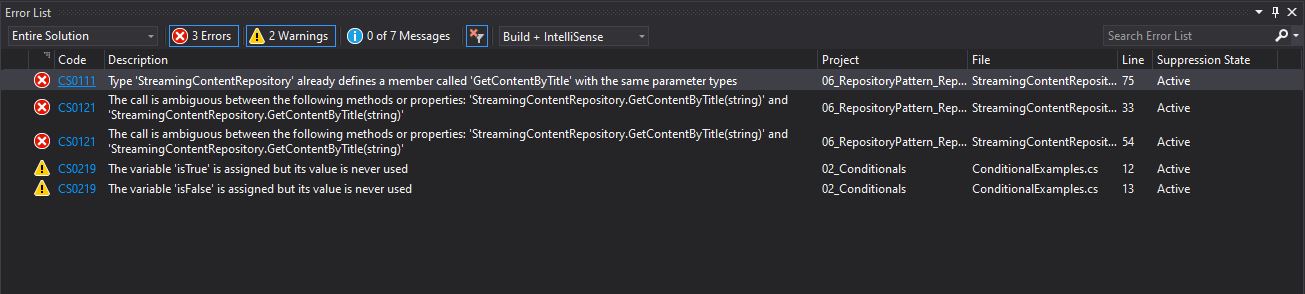 Error List
Entire Solution 3 Errors 2 Warnings 0 of 7 Messages Build + IntelliSense Search Error List
Code Description Project File Line Suppression State
CS0111 Type 'StreamingContentRepository' already defines a member called 'GetContentByTitle' with the same parameter types 06_RepositoryPattern_Rep... StreamingContentReposit... 75 Active
CS0121 The call is ambiguous between the following methods or properties: 'StreamingContentRepository.GetContentByTitle(string)' and
'StreamingContentRepository.GetContentByTitle(string)' 06_RepositoryPattern_Rep... StreamingContentReposit... 33 Active
CS0121 The call is ambiguous between the following methods or properties: 'StreamingContentRepository.GetContentByTitle(string)' and
'StreamingContentRepository.GetContentByTitle(string)' 06_RepositoryPattern_Rep... StreamingContentReposit... 54 Active
CS0219 The variable 'isTrue' is assigned but its value is never used 02_Conditionals ConditionalExamples.cs 12 Active
CS0219 The variable 'isFalse' is assigned but its value is never used 02_Conditionals ConditionalExamples.cs 13 Active